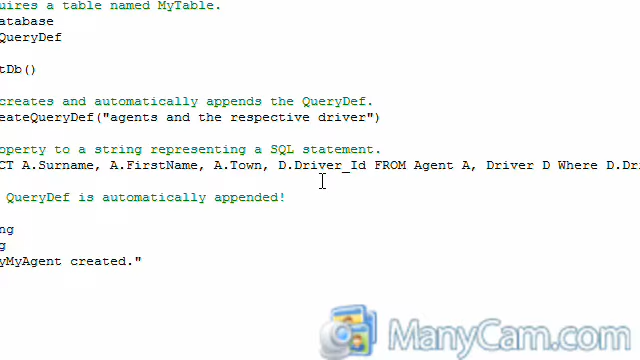 uires a table named MyTable.
atabase
QueryDef
tDb()
creates and automatically appends the QueryDef.
eateQueryDef("agents and the respective driver")
operty to a string representing a SQL statement.
CT A.Surname, A.FirstName, A.Town, D.Driver_Id FROM Agent A, Driver D Where D.Dri
QueryDef is automatically appended!
ng
g
yMyAgent created."
ManyCam.com